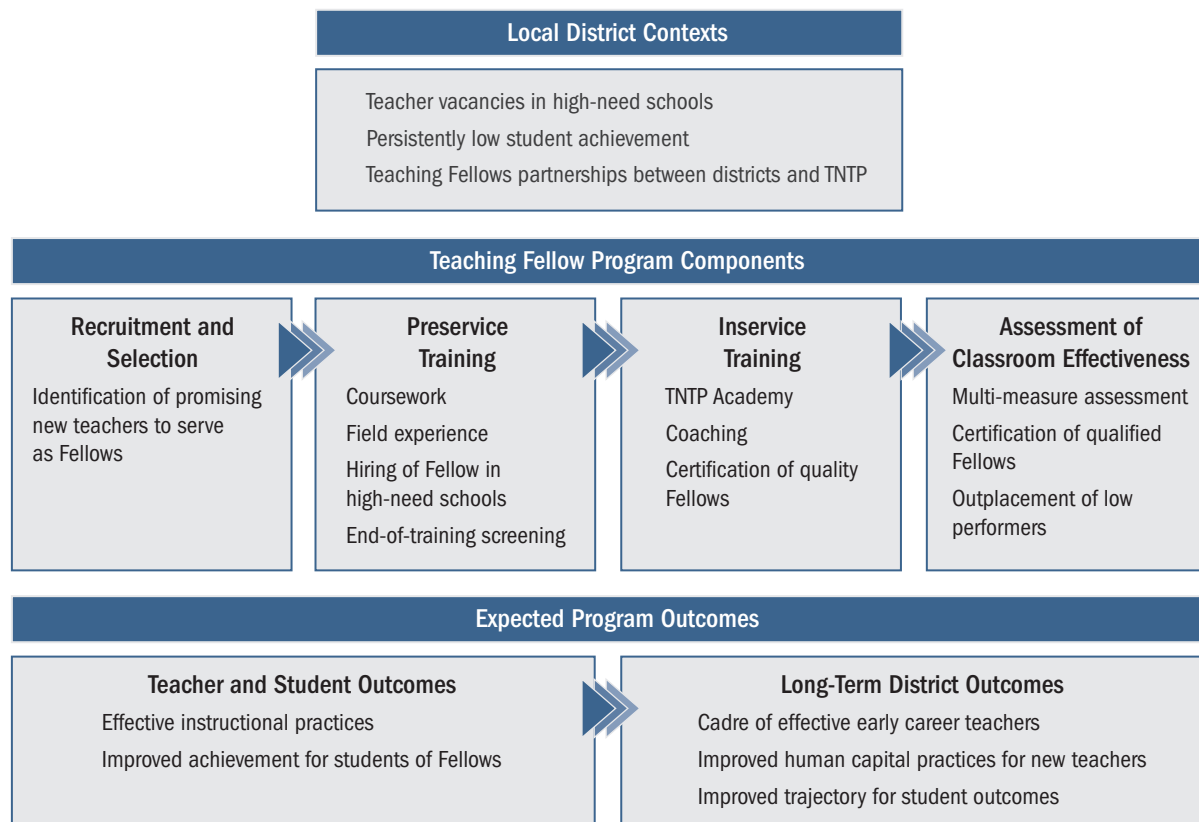 Local District Contexts
Teacher vacancies in high-need schools
Persistently low student achievement
Teaching Fellows partnerships between districts and TNTP
Teaching Fellow Program Components
Recruitment and
Selection
Identification of promising
new teachers to serve
as Fellows
Preservice
Training
Coursework
Field experience
Hiring of Fellow in
high-need schools
End-of-training screening
Inservice
Training
TNTP Academy
Coaching
Certification of quality
Fellows
Assessment of
Classroom Effectiveness
Multi-measure assessment
Certification of qualified
Fellows
Outplacement of low
performers
Expected Program Outcomes
Teacher and Student Outcomes
Effective instructional practices
Improved achievement for students of Fellows
Long-Term District Outcomes
Cadre of effective early career teachers
Improved human capital practices for new teachers
Improved trajectory for student outcomes